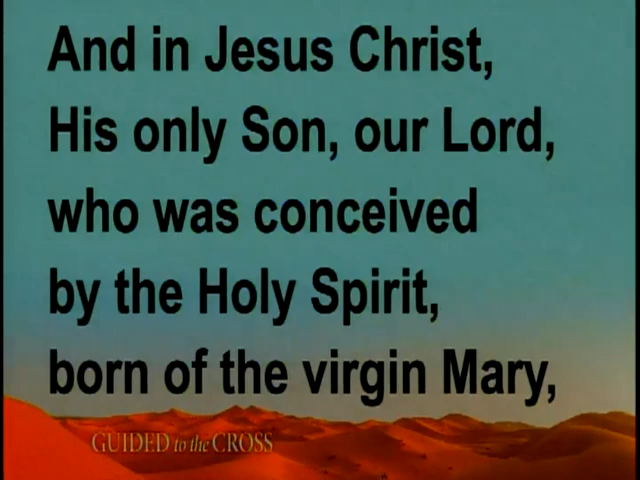 And in Jesus Christ,
His only Son, our Lord,
who was conceived
by the Holy Spirit,
born of the virgin Mary,
GUIDED to the CROSS